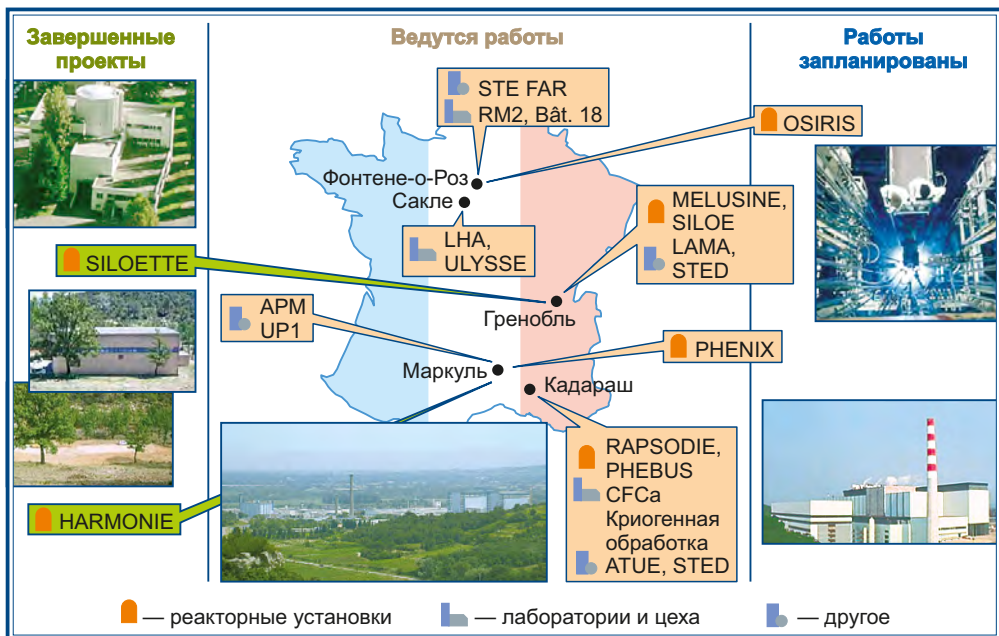 Завершенные
проекты
Ведутся работы
Работы
запланированы
STE FAR
RM2, Bât. 18
OSIRIS
Фонтене-о-Роз
Сакле
MELUSINE,
SILOE
LAMA,
STED
LHA,
ULYSSE
SILOETTE
APM
UP1
Гренобль
PHENIX
Маркуль
Кадараш
RAPSODIE,
PHEBUS
CFCa
Криогенная
обработка
ATUE, STED
HARMONIE
— реакторные установки
— лаборатории и цеха
— другое